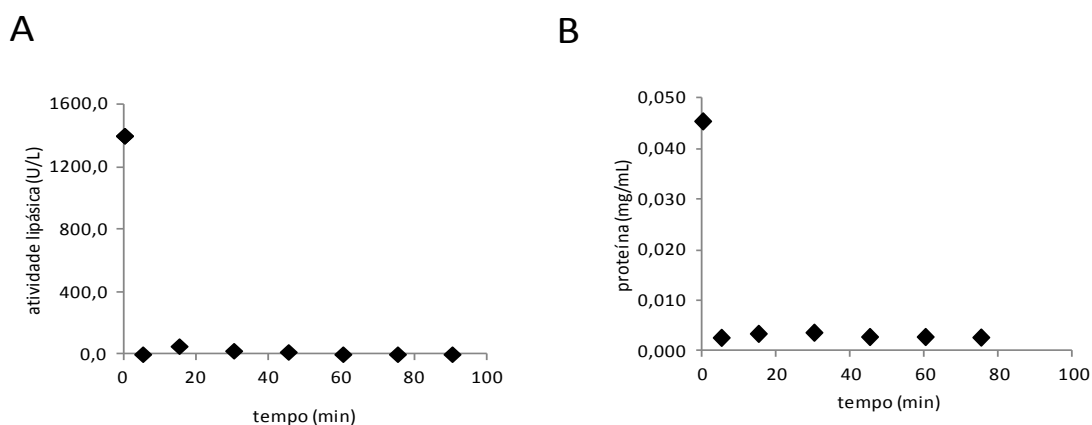 A
1600,0
1200,0
800,0
400,0
0,0
atividade lipásica (U/L)
0 20 40 60 80 100
tempo (min)
B
0,050
0,040
0,030
0,020
0,010
0,000
proteína (mg/mL)
0 20 40 60 80 100
tempo (min)